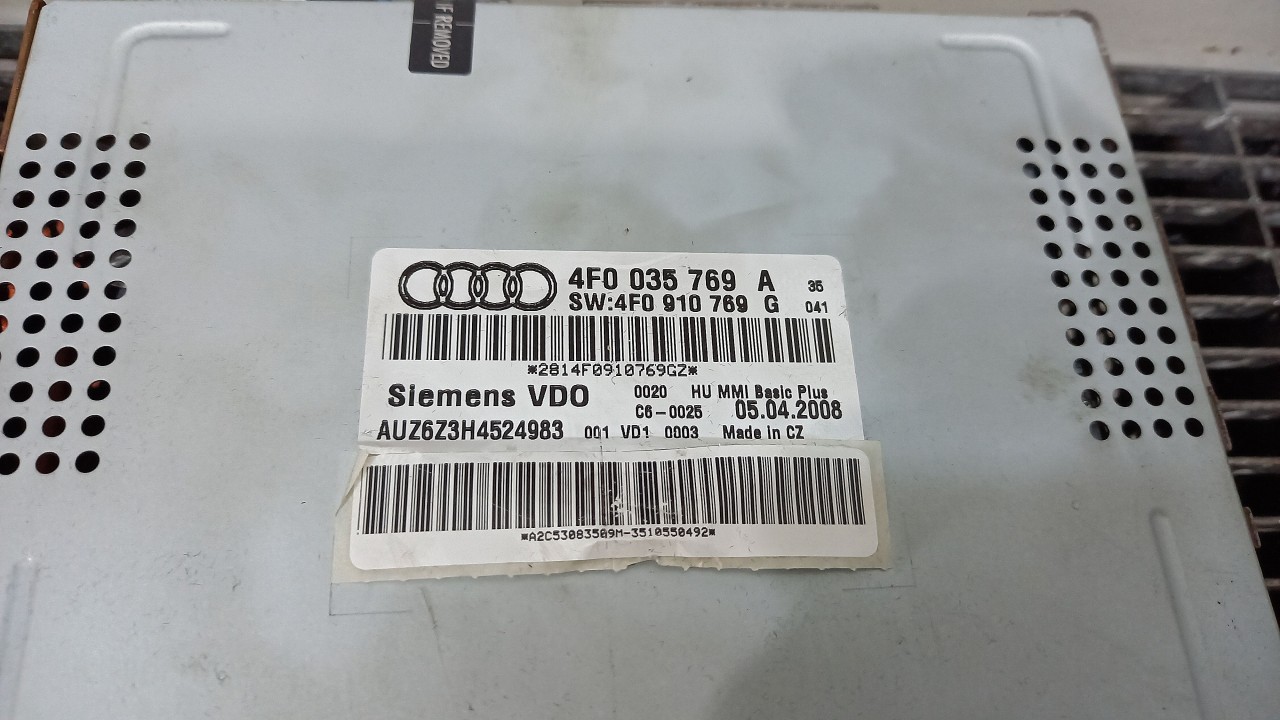 IF REMOVED
4F0 035 769 A 35
SW:4F0 910 769 G 041
*2814F0910769GZ*
Siemens VDO 0020 HU MMI Basic Plus
C6-0025 05.04.2008
AUZ6Z3H4524983 001 VD1 0003 Made in CZ
*A2C53083509M-3510550492*